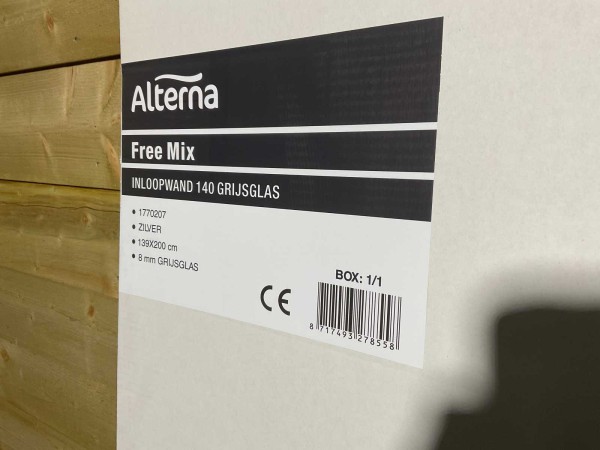 Alterna
Free Mix
INLOOPWAND 140 GRIJSGLAS
• 1770207
• ZILVER
• 139X200 cm
• 8 mm GRIJSGLAS
CE
BOX: 1/1
8 717493 278558